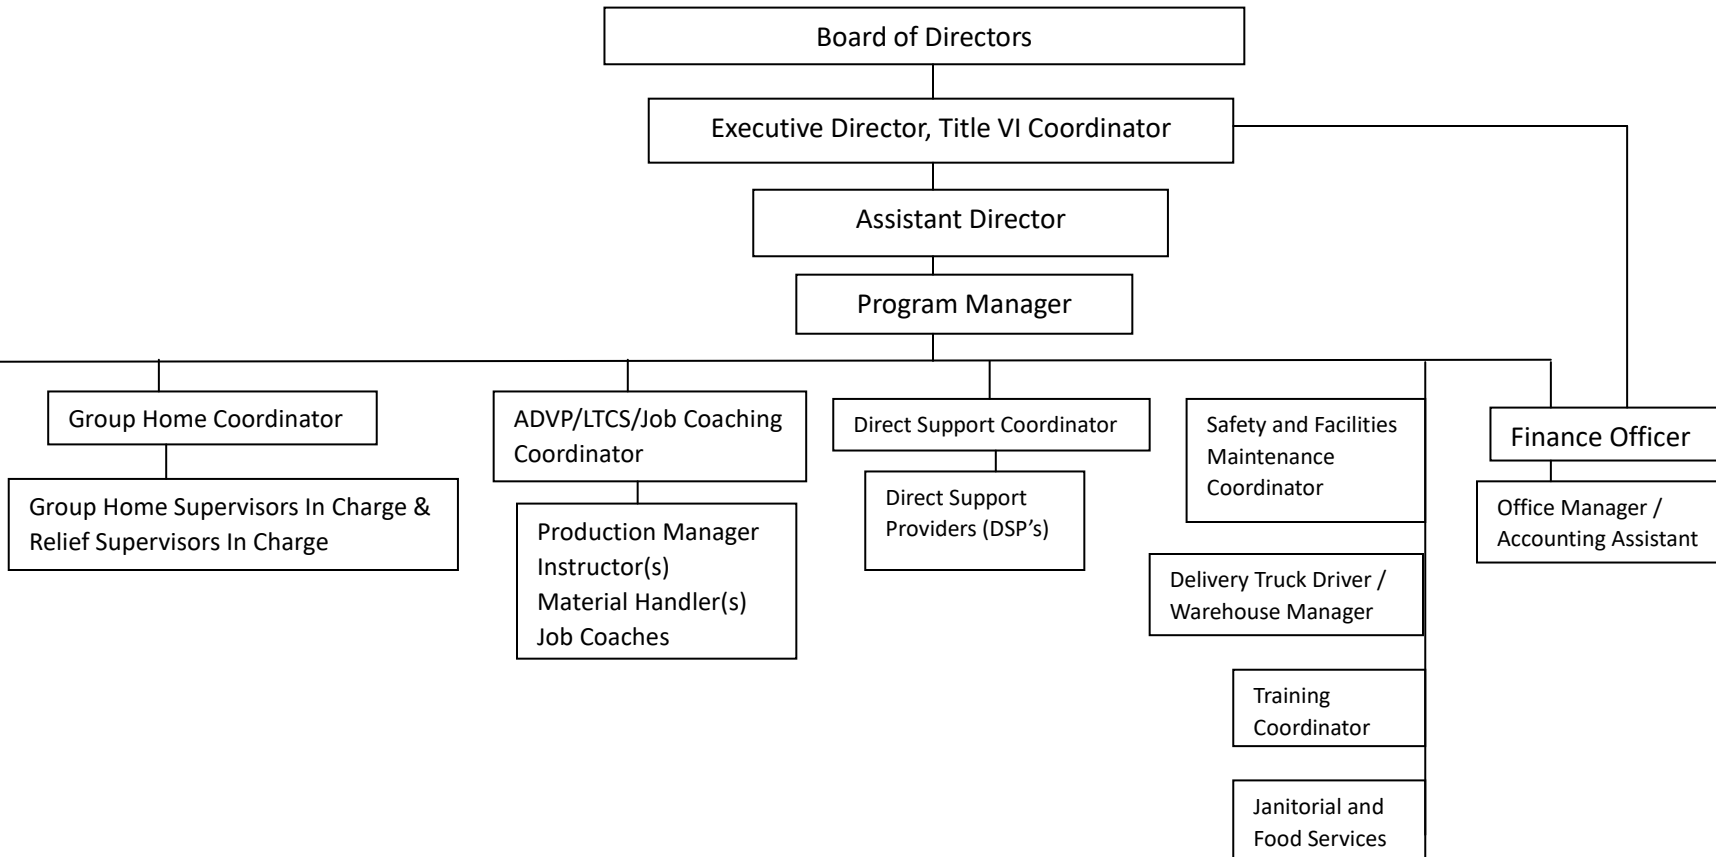 Board of Directors
Executive Director, Title VI Coordinator
Assistant Director
Program Manager
Group Home Coordinator
Group Home Supervisors In Charge &
Relief Supervisors In Charge
ADVP/LTCS/Job Coaching
Coordinator
Production Manager
Instructor(s)
Material Handler(s)
Job Coaches
Direct Support Coordinator
Direct Support
Providers (DSP’s)
Safety and Facilities
Maintenance
Coordinator
Delivery Truck Driver /
Warehouse Manager
Training
Coordinator
Janitorial and
Food Services
Finance Officer
Office Manager /
Accounting Assistant